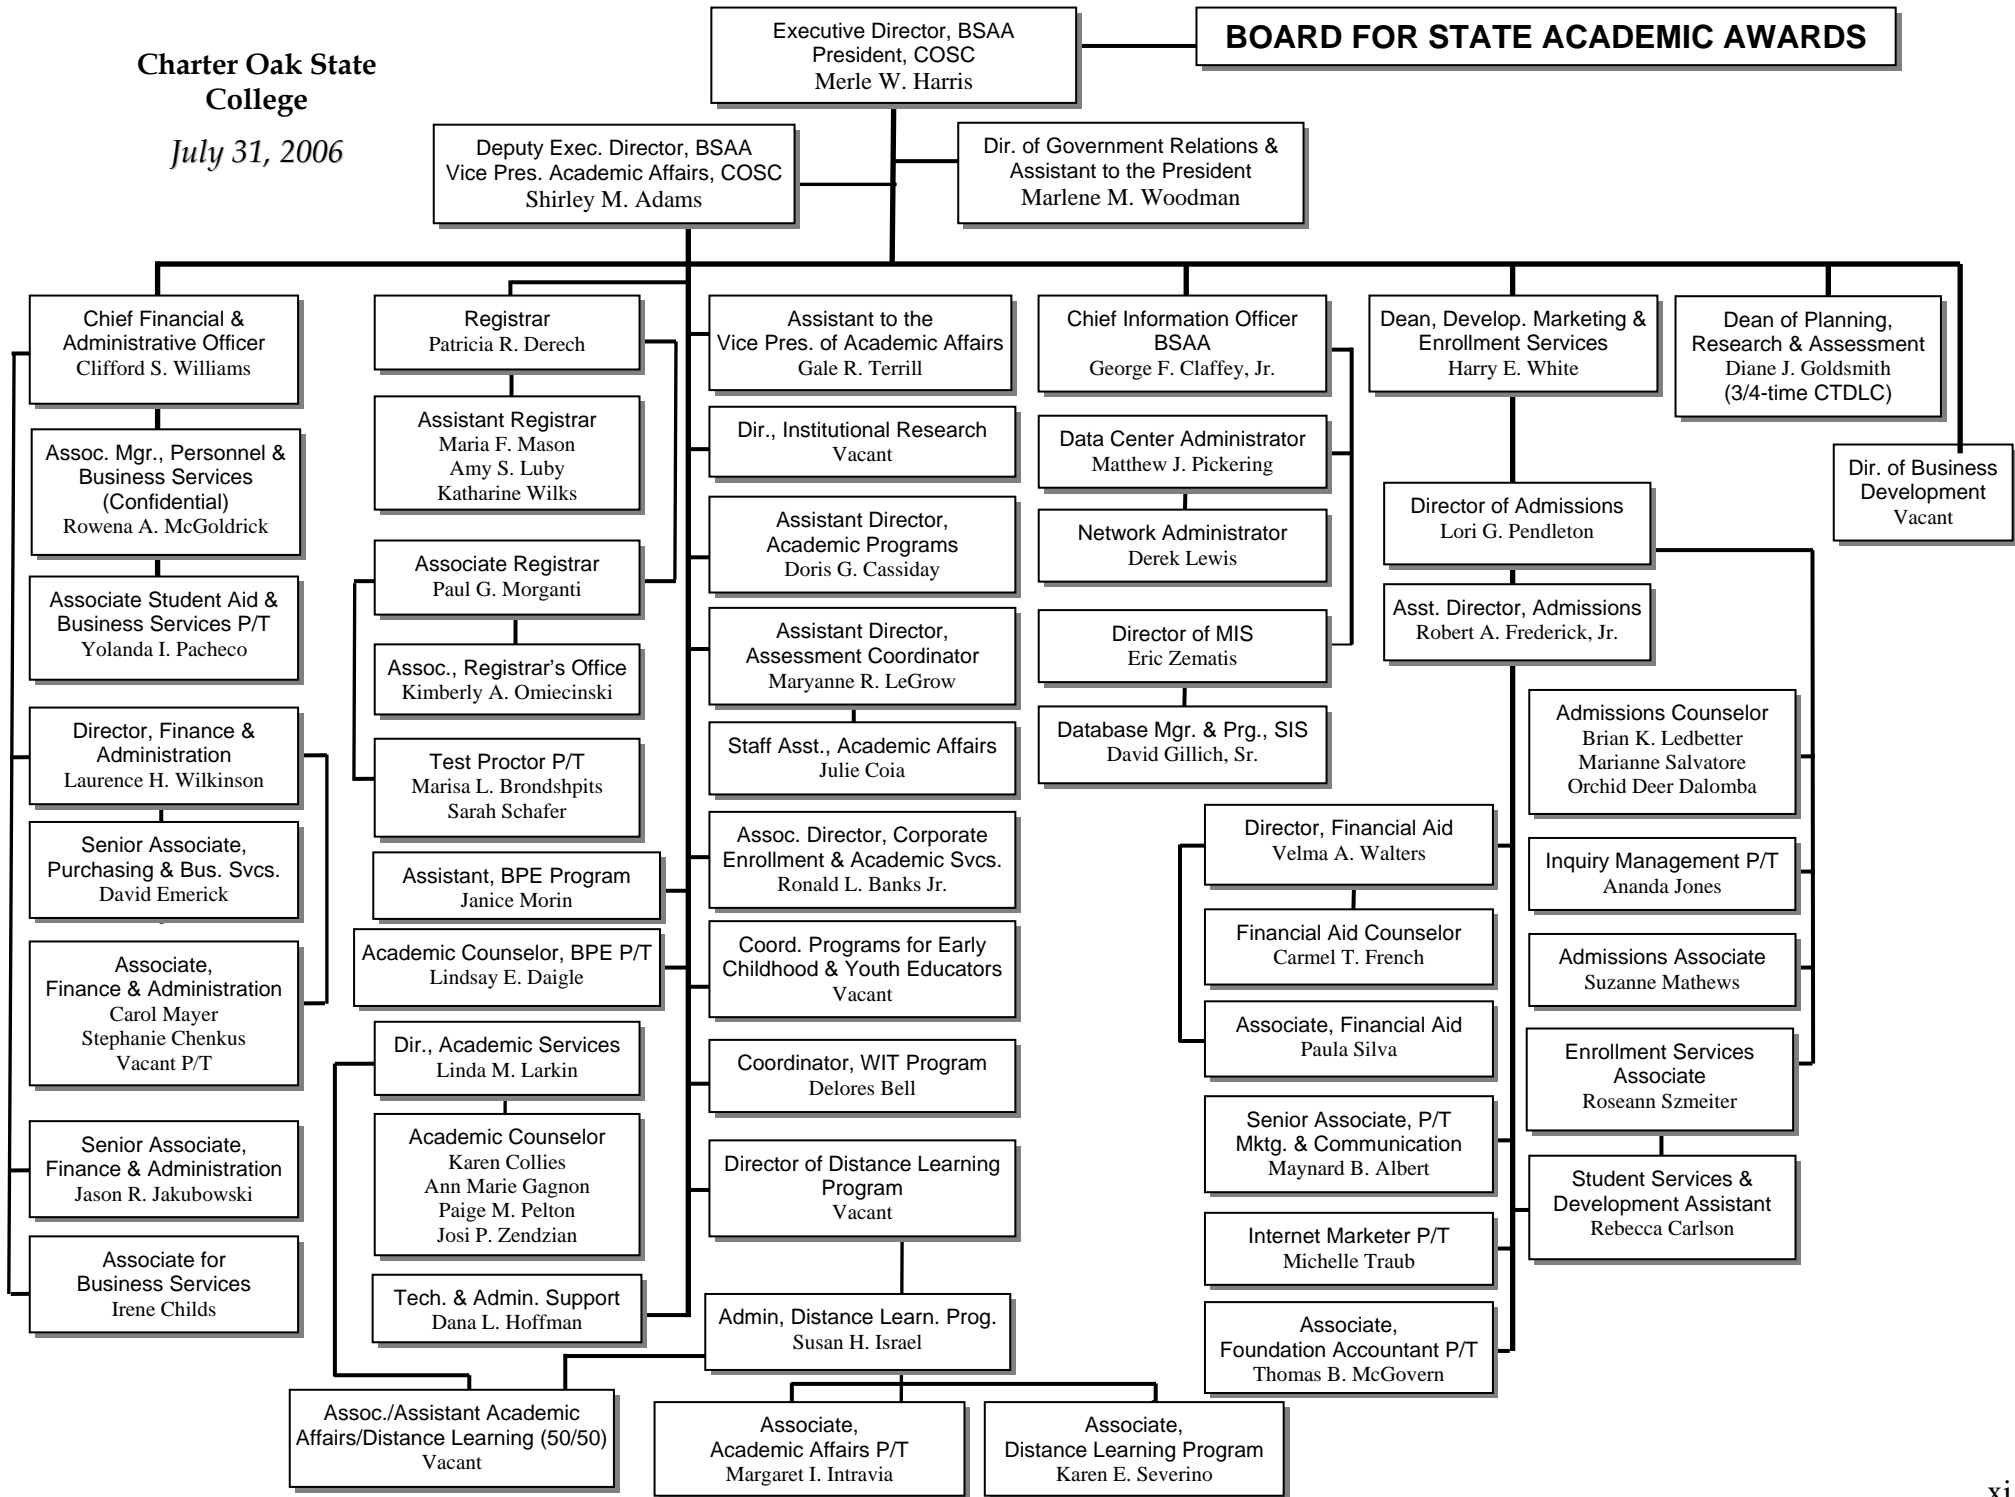 Executive Director, BSAA
President, COSC
Merle W. Harris
BOARD FOR STATE ACADEMIC AWARDS
Charter Oak State
College
July 31, 2006
Deputy Exec. Director, BSAA
Vice Pres. Academic Affairs, COSC
Shirley M. Adams
Dir. of Government Relations &
Assistant to the President
Marlene M. Woodman
Chief Financial &
Administrative Officer
Clifford S. Williams
Assoc. Mgr., Personnel &
Business Services
(Confidential)
Rowena A. McGoldrick
Associate Student Aid &
Business Services P/T
Yolanda I. Pacheco
Director, Finance &
Administration
Laurence H. Wilkinson
Senior Associate,
Purchasing & Bus. Svcs.
David Emerick
Associate,
Finance & Administration
Carol Mayer
Stephanie Chenkus
Vacant P/T
Senior Associate,
Finance & Administration
Jason R. Jakubowski
Associate for
Business Services
Irene Childs
Registrar
Patricia R. Derech
Assistant Registrar
Maria F. Mason
Amy S. Luby
Katharine Wilks
Associate Registrar
Paul G. Morganti
Assoc., Registrar’s Office
Kimberly A. Omiecinski
Test Proctor P/T
Marisa L. Brondshpits
Sarah Schafer
Assistant, BPE Program
Janice Morin
Academic Counselor, BPE P/T
Lindsay E. Daigle
Dir., Academic Services
Linda M. Larkin
Academic Counselor
Karen Collies
Ann Marie Gagnon
Paige M. Pelton
Josi P. Zendzian
Tech. & Admin. Support
Dana L. Hoffman
Assoc./Assistant Academic
Affairs/Distance Learning (50/50)
Vacant
Assistant to the
Vice Pres. of Academic Affairs
Gale R. Terrill
Dir., Institutional Research
Vacant
Assistant Director,
Academic Programs
Doris G. Cassiday
Assistant Director,
Assessment Coordinator
Maryanne R. LeGrow
Staff Asst., Academic Affairs
Julie Coia
Assoc. Director, Corporate
Enrollment & Academic Svcs.
Ronald L. Banks Jr.
Coord. Programs for Early
Childhood & Youth Educators
Vacant
Coordinator, WIT Program
Delores Bell
Director of Distance Learning
Program
Vacant
Admin, Distance Learn. Prog.
Susan H. Israel
Associate,
Academic Affairs P/T
Margaret I. Intravia
Associate,
Distance Learning Program
Karen E. Severino
Chief Information Officer
BSAA
George F. Claffey, Jr.
Data Center Administrator
Matthew J. Pickering
Network Administrator
Derek Lewis
Director of MIS
Eric Zematis
Database Mgr. & Prg., SIS
David Gillich, Sr.
Dean, Develop. Marketing &
Enrollment Services
Harry E. White
Director of Admissions
Lori G. Pendleton
Asst. Director, Admissions
Robert A. Frederick, Jr.
Director, Financial Aid
Velma A. Walters
Financial Aid Counselor
Carmel T. French
Associate, Financial Aid
Paula Silva
Senior Associate, P/T
Mktg. & Communication
Maynard B. Albert
Internet Marketer P/T
Michelle Traub
Associate,
Foundation Accountant P/T
Thomas B. McGovern
Admissions Counselor
Brian K. Ledbetter
Marianne Salvatore
Orchid Deer Dalomba
Inquiry Management P/T
Ananda Jones
Admissions Associate
Suzanne Mathews
Enrollment Services
Associate
Roseann Szmeiter
Student Services &
Development Assistant
Rebecca Carlson
Dean of Planning,
Research & Assessment
Diane J. Goldsmith
(3/4-time CTDLC)
Dir. of Business
Development
Vacant
xi